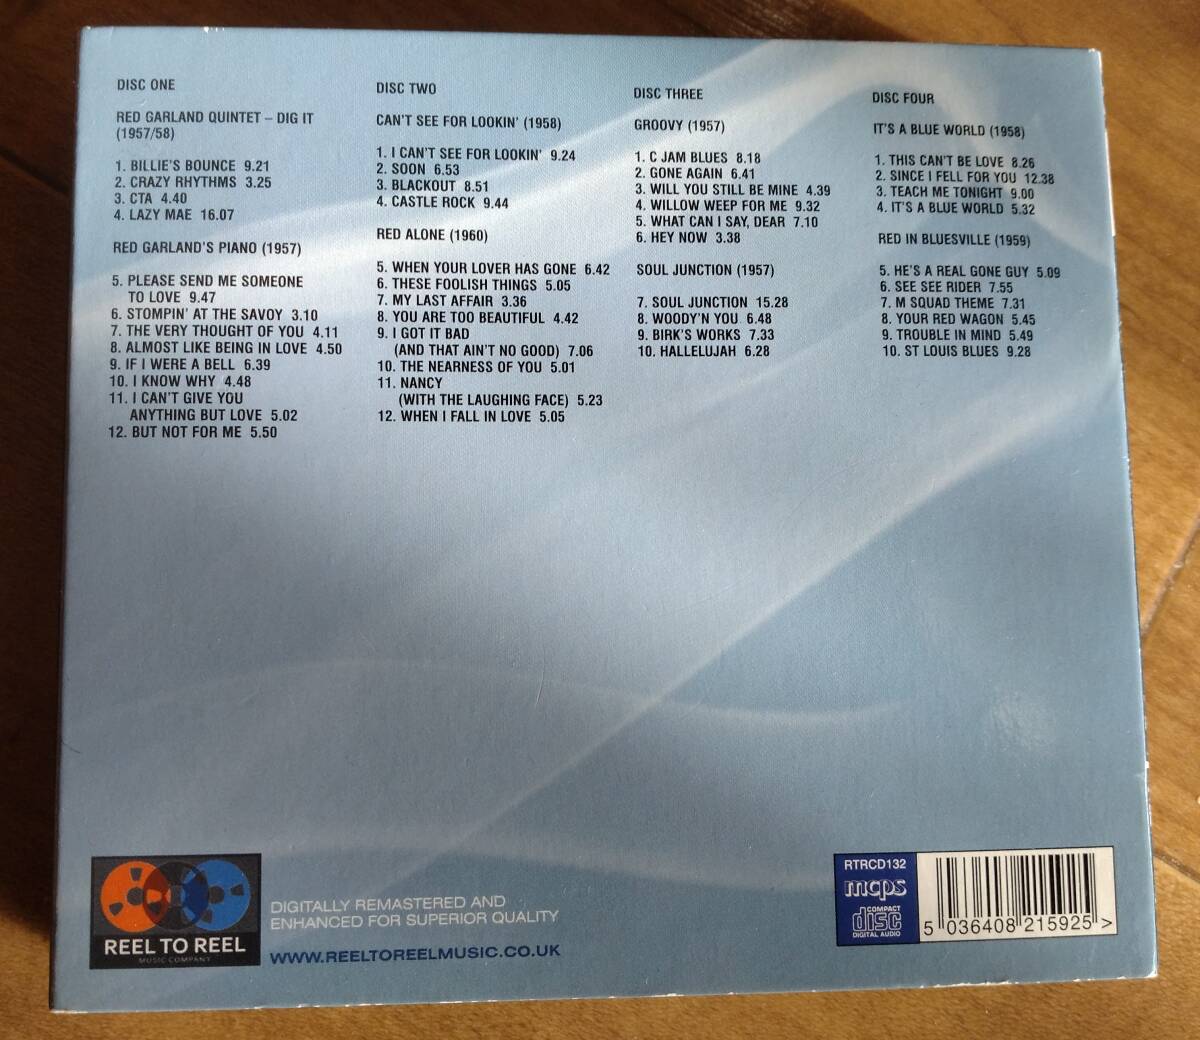 DISC ONE
RED GARLAND QUINTET – DIG IT
(1957/58)
1. BILLIE'S BOUNCE 9.21
2. CRAZY RHYTHMS 3.25
3. CTA 4.40
4. LAZY MAE 16.07
RED GARLAND'S PIANO (1957)
5. PLEASE SEND ME SOMEONE
TO LOVE 9.47
6. STOMPIN' AT THE SAVOY 3.10
7. THE VERY THOUGHT OF YOU 4.11
8. ALMOST LIKE BEING IN LOVE 4.50
9. IF I WERE A BELL 6.39
10. I KNOW WHY 4.48
11. I CAN'T GIVE YOU
ANYTHING BUT LOVE 5.02
12. BUT NOT FOR ME 5.50
DISC TWO
CAN'T SEE FOR LOOKIN' (1958)
1. I CAN'T SEE FOR LOOKIN' 9.24
2. SOON 6.53
3. BLACKOUT 8.51
4. CASTLE ROCK 9.44
RED ALONE (1960)
5. WHEN YOUR LOVER HAS GONE 6.42
6. THESE FOOLISH THINGS 5.05
7. MY LAST AFFAIR 3.36
8. YOU ARE TOO BEAUTIFUL 4.42
9. I GOT IT BAD
(AND THAT AIN'T NO GOOD) 7.06
10. THE NEARNESS OF YOU 5.01
11. NANCY
(WITH THE LAUGHING FACE) 5.23
12. WHEN I FALL IN LOVE 5.05
DISC THREE
GROOVY (1957)
1. C JAM BLUES 8.18
2. GONE AGAIN 6.41
3. WILL YOU STILL BE MINE 4.39
4. WILLOW WEEP FOR ME 9.32
5. WHAT CAN I SAY, DEAR 7.10
6. HEY NOW 3.38
SOUL JUNCTION (1957)
7. SOUL JUNCTION 15.28
8. WOODY'N YOU 6.48
9. BIRK'S WORKS 7.33
10. HALLELUJAH 6.28
DISC FOUR
IT'S A BLUE WORLD (1958)
1. THIS CAN'T BE LOVE 8.26
2. SINCE I FELL FOR YOU 12.38
3. TEACH ME TONIGHT 9.00
4. IT'S A BLUE WORLD 5.32
RED IN BLUESVILLE (1959)
5. HE'S A REAL GONE GUY 5.09
6. SEE SEE RIDER 7.55
7. M SQUAD THEME 7.31
8. YOUR RED WAGON 5.45
9. TROUBLE IN MIND 5.49
10. ST LOUIS BLUES 9.28
REEL TO REEL
MUSIC COMPANY
DIGITALLY REMASTERED AND
ENHANCED FOR SUPERIOR QUALITY
WWW.REELTOREELMUSIC.CO.UK
RTRCD132
mcps
COMPACT
disc
DIGITAL AUDIO
5 036408 215925 >